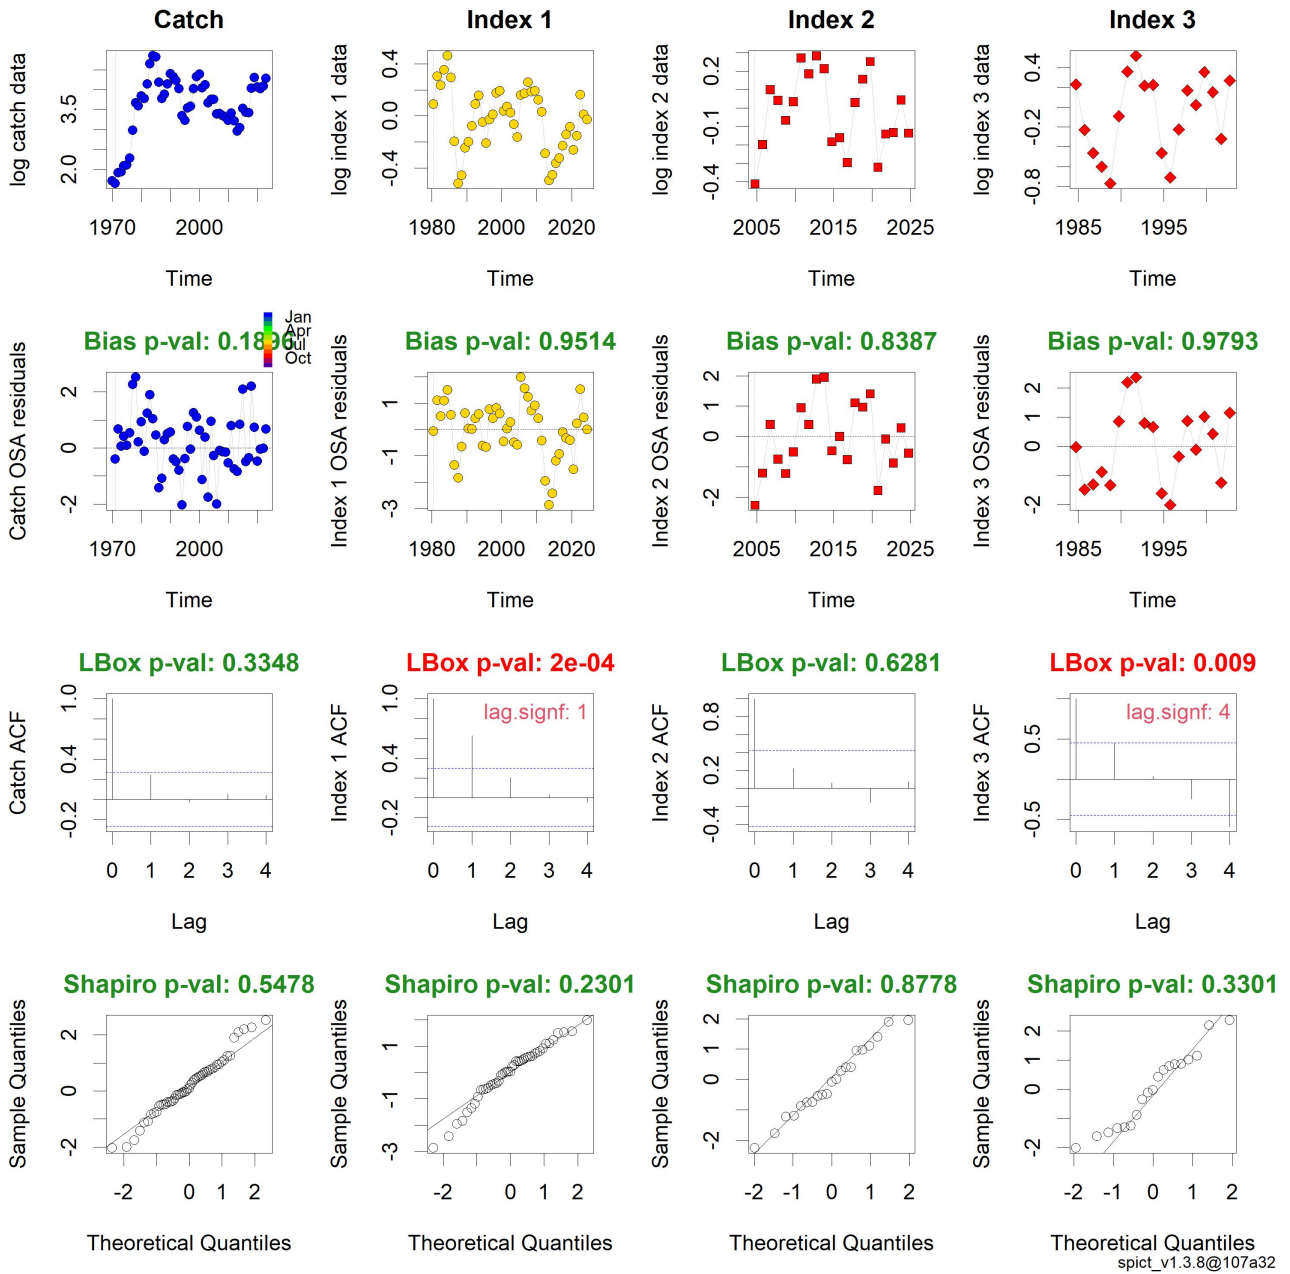 Catch
Index 1
Index 2
Index 3
log catch data
2.0 3.5
1970 2000
Time
log index 1 data
-0.4 0.0 0.4
1980 2000 2020
Time
log index 2 data
-0.4 -0.1 0.2
2005 2015 2025
Time
log index 3 data
-0.8 -0.2 0.4
1985 1995
Time
Bias p-val: 0.1896
Jan
Apr
Jul
Oct
Catch OSA residuals
-2 0 2
1970 2000
Time
Bias p-val: 0.9514
Index 1 OSA residuals
-3 -1 1
1980 2000 2020
Time
Bias p-val: 0.8387
Index 2 OSA residuals
-2 0 1 2
2005 2015 2025
Time
Bias p-val: 0.9793
Index 3 OSA residuals
-2 0 1 2
1985 1995
Time
LBox p-val: 0.3348
Catch ACF
-0.2 0.4 1.0
0 1 2 3 4
Lag
LBox p-val: 2e-04
lag.signf: 1
Index 1 ACF
-0.2 0.4 1.0
0 1 2 3 4
Lag
LBox p-val: 0.6281
Index 2 ACF
-0.4 0.2 0.8
0 1 2 3 4
Lag
LBox p-val: 0.009
lag.signf: 4
Index 3 ACF
-0.5 0.5
0 1 2 3 4
Lag
Shapiro p-val: 0.5478
Sample Quantiles
-2 0 2
-2 0 1 2
Theoretical Quantiles
Shapiro p-val: 0.2301
Sample Quantiles
-3 -1 1
-2 0 1 2
Theoretical Quantiles
Shapiro p-val: 0.8778
Sample Quantiles
-2 0 1 2
-2 -1 0 1 2
Theoretical Quantiles
Shapiro p-val: 0.3301
Sample Quantiles
-2 0 1 2
-2 -1 0 1 2
Theoretical Quantiles
spict_v1.3.8@107a32